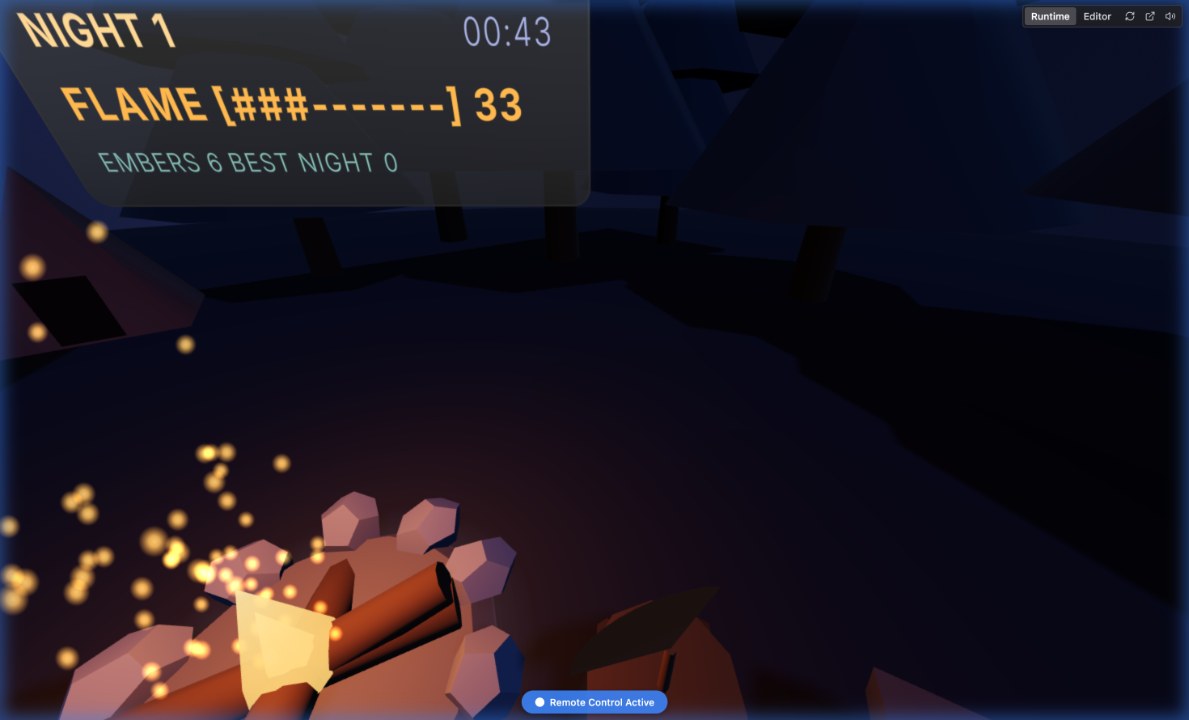 NIGHT 1 00:43
FLAME [###-------] 33
EMBERS 6 BEST NIGHT 0
Runtime Editor
Remote Control Active